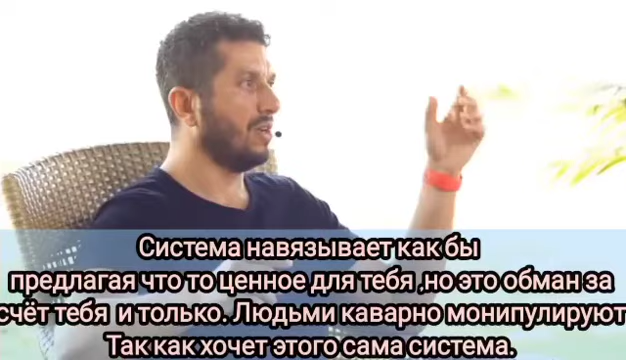 Система навязывает как бы
предлагая что то ценное для тебя ,но это обман за
счёт тебя и только. Людьми каварно монипулируют
Так как хочет этого сама система.